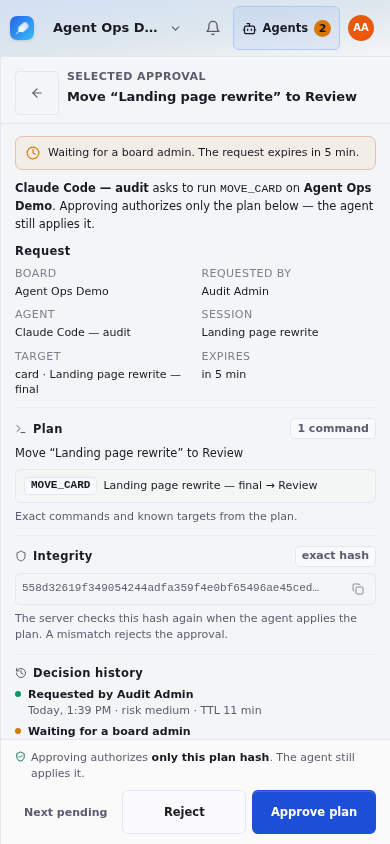 Agent Ops D…
Agents 2
AA
SELECTED APPROVAL
Move “Landing page rewrite” to Review
Waiting for a board admin. The request expires in 5 min.
Claude Code — audit asks to run MOVE_CARD on Agent Ops
Demo. Approving authorizes only the plan below — the agent
still applies it.
Request
BOARD
Agent Ops Demo
REQUESTED BY
Audit Admin
AGENT
Claude Code — audit
SESSION
Landing page rewrite
TARGET
card · Landing page rewrite —
final
EXPIRES
in 5 min
Plan
1 command
Move “Landing page rewrite” to Review
MOVE_CARD Landing page rewrite — final → Review
Exact commands and known targets from the plan.
Integrity
exact hash
558d32619f349054244adfa359f4e0bf65496ae45ced…
The server checks this hash again when the agent applies the
plan. A mismatch rejects the approval.
Decision history
Requested by Audit Admin
Today, 1:39 PM · risk medium · TTL 11 min
Waiting for a board admin
Approving authorizes only this plan hash. The agent still
applies it.
Next pending
Reject
Approve plan